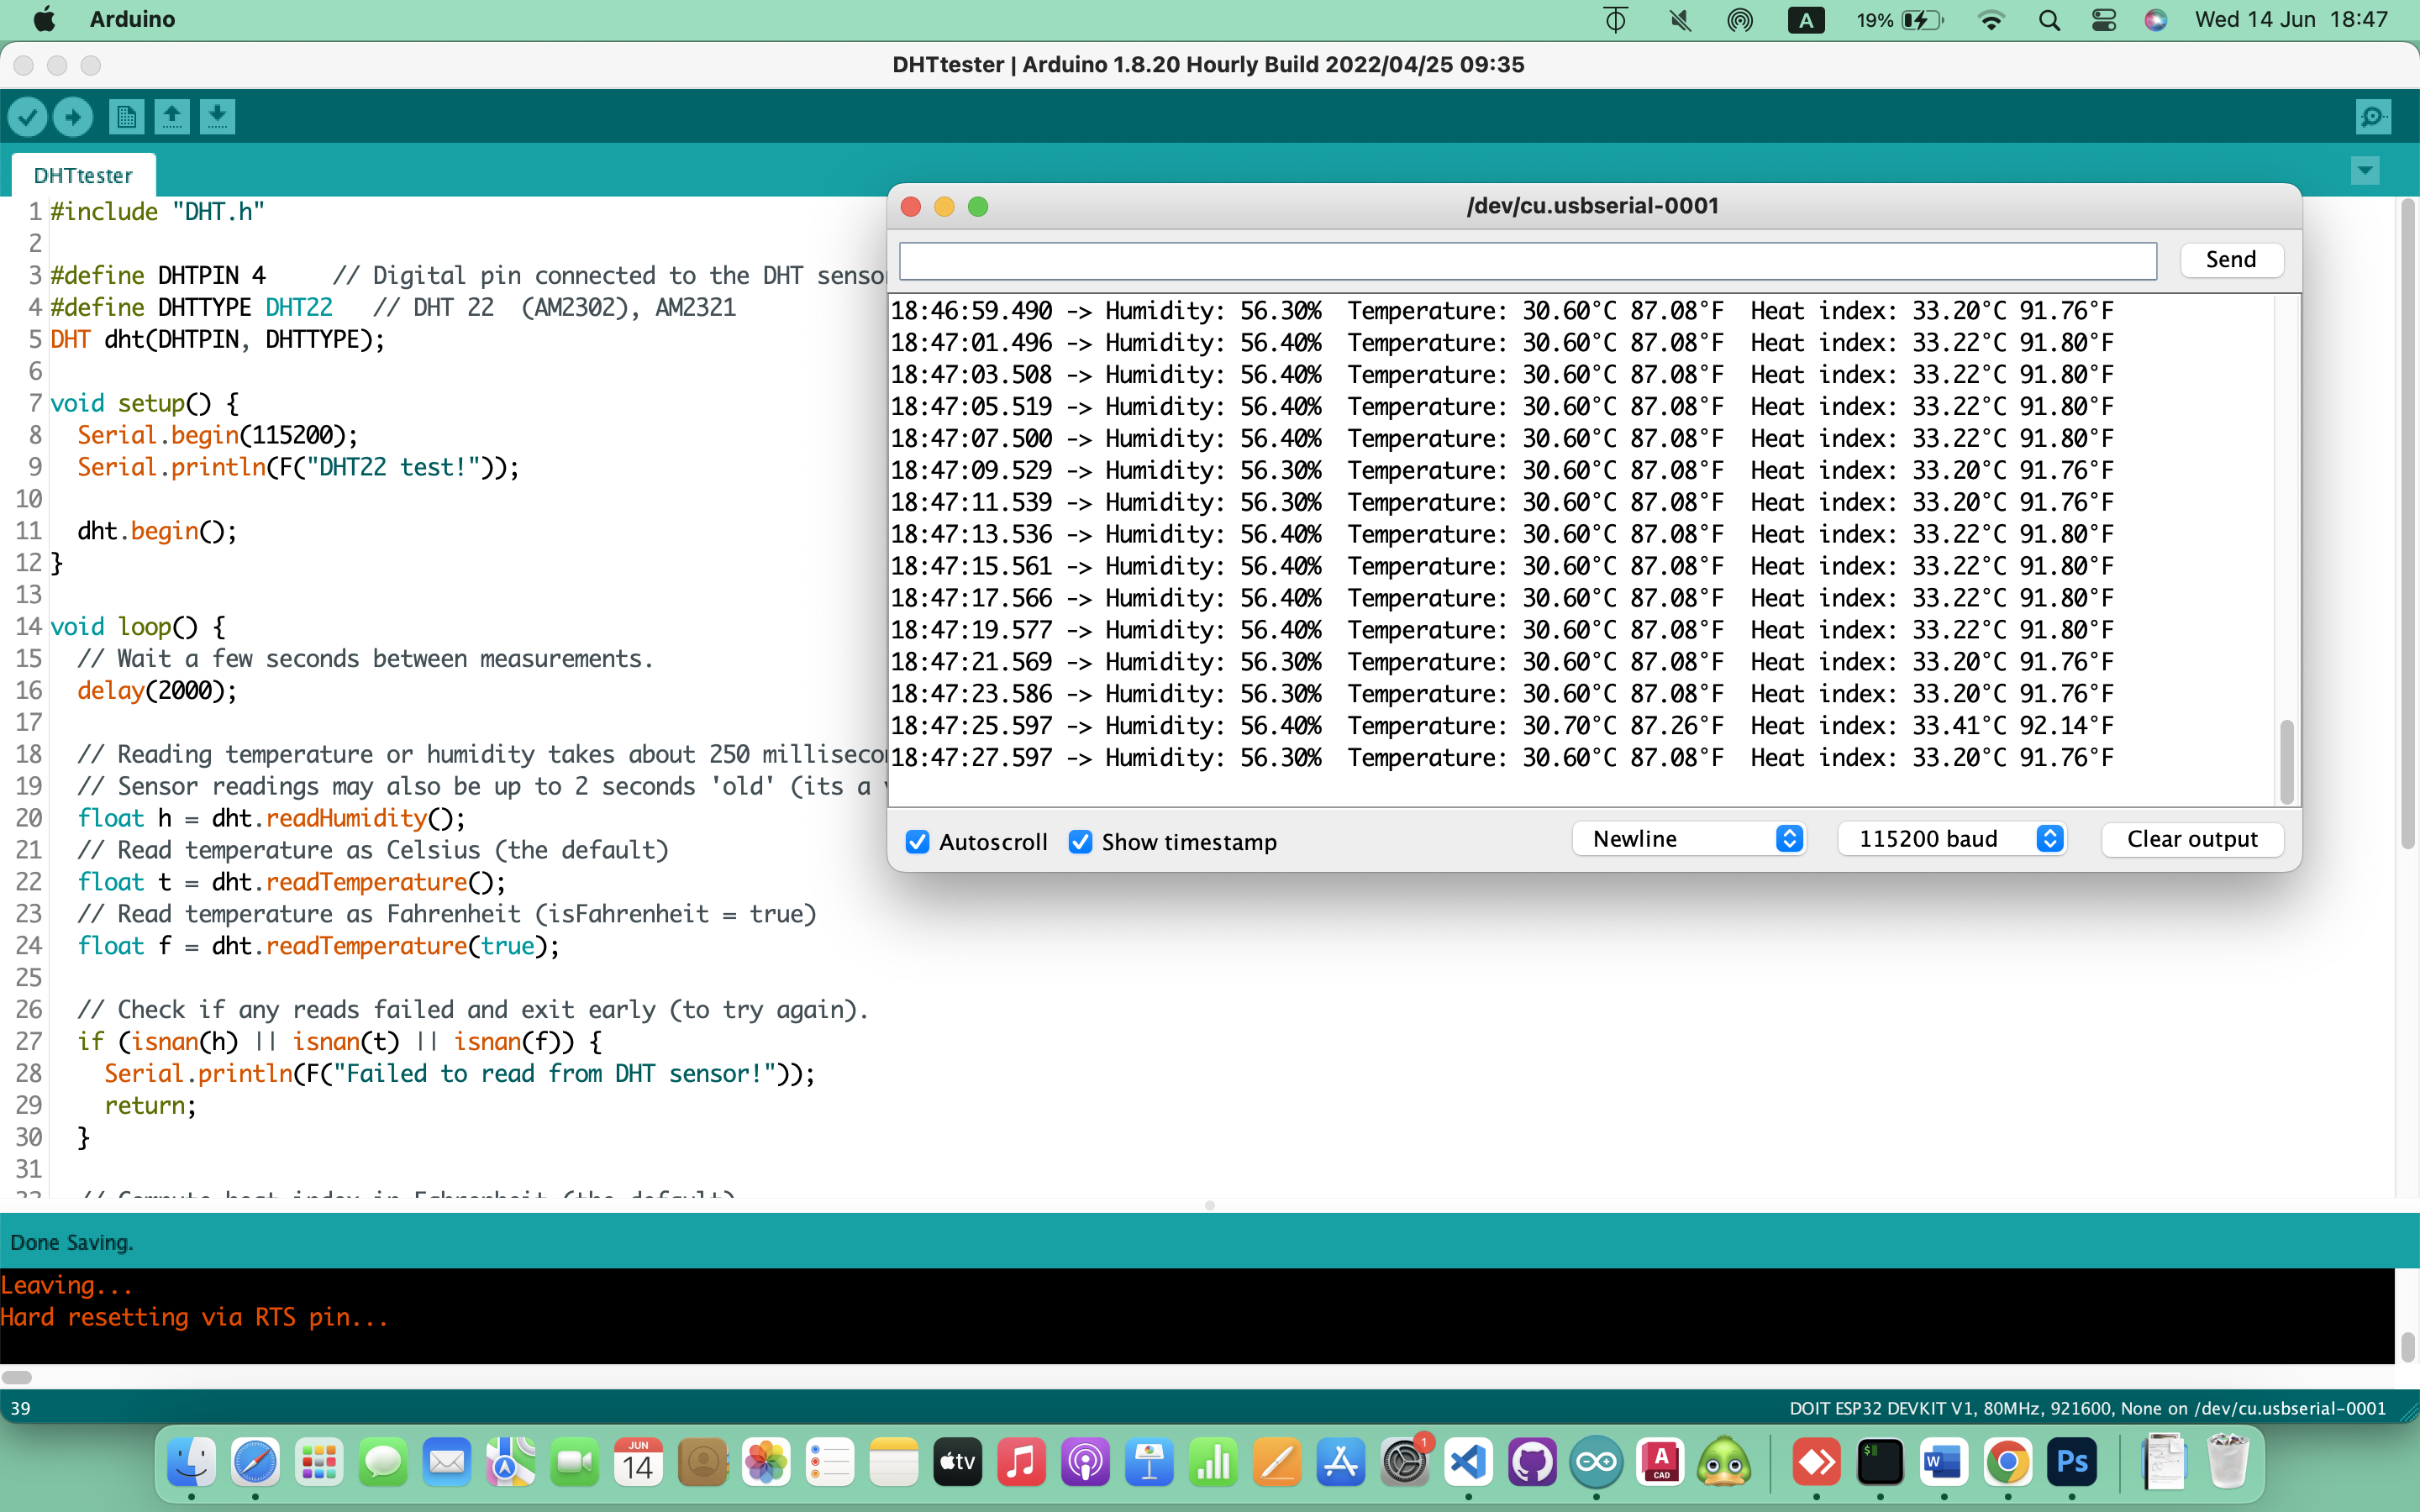 Arduino
A
19%
Wed 14 Jun 18:47
DHTtester | Arduino 1.8.20 Hourly Build 2022/04/25 09:35
DHTtester
1 #include "DHT.h"
2
3 #define DHTPIN 4     // Digital pin connected to the DHT sensor
4 #define DHTTYPE DHT22   // DHT 22  (AM2302), AM2321
5 DHT dht(DHTPIN, DHTTYPE);
6
7 void setup() {
8   Serial.begin(115200);
9   Serial.println(F("DHT22 test!"));
10
11   dht.begin();
12 }
13
14 void loop() {
15   // Wait a few seconds between measurements.
16   delay(2000);
17
18   // Reading temperature or humidity takes about 250
19   // Sensor readings may also be up to 2 seconds 'old' (its a
20   float h = dht.readHumidity();
21   // Read temperature as Celsius (the default)
22   float t = dht.readTemperature();
23   // Read temperature as Fahrenheit (isFahrenheit = true)
24   float f = dht.readTemperature(true);
25
26   // Check if any reads failed and exit early (to try again).
27   if (isnan(h) || isnan(t) || isnan(f)) {
28     Serial.println(F("Failed to read from DHT sensor!"));
29     return;
30   }
31
/dev/cu.usbserial-0001
Send
18:46:59.490 -> Humidity: 56.30%  Temperature: 30.60°C 87.08°F  Heat index: 33.20°C 91.76°F
18:47:01.496 -> Humidity: 56.40%  Temperature: 30.60°C 87.08°F  Heat index: 33.22°C 91.80°F
18:47:03.508 -> Humidity: 56.40%  Temperature: 30.60°C 87.08°F  Heat index: 33.22°C 91.80°F
18:47:05.519 -> Humidity: 56.40%  Temperature: 30.60°C 87.08°F  Heat index: 33.22°C 91.80°F
18:47:07.500 -> Humidity: 56.40%  Temperature: 30.60°C 87.08°F  Heat index: 33.22°C 91.80°F
18:47:09.529 -> Humidity: 56.30%  Temperature: 30.60°C 87.08°F  Heat index: 33.20°C 91.76°F
18:47:11.539 -> Humidity: 56.30%  Temperature: 30.60°C 87.08°F  Heat index: 33.20°C 91.76°F
18:47:13.536 -> Humidity: 56.40%  Temperature: 30.60°C 87.08°F  Heat index: 33.22°C 91.80°F
18:47:15.561 -> Humidity: 56.40%  Temperature: 30.60°C 87.08°F  Heat index: 33.22°C 91.80°F
18:47:17.566 -> Humidity: 56.40%  Temperature: 30.60°C 87.08°F  Heat index: 33.22°C 91.80°F
18:47:19.577 -> Humidity: 56.40%  Temperature: 30.60°C 87.08°F  Heat index: 33.22°C 91.80°F
18:47:21.569 -> Humidity: 56.30%  Temperature: 30.60°C 87.08°F  Heat index: 33.20°C 91.76°F
18:47:23.586 -> Humidity: 56.30%  Temperature: 30.60°C 87.08°F  Heat index: 33.20°C 91.76°F
18:47:25.597 -> Humidity: 56.40%  Temperature: 30.70°C 87.26°F  Heat index: 33.41°C 92.14°F
18:47:27.597 -> Humidity: 56.30%  Temperature: 30.60°C 87.08°F  Heat index: 33.20°C 91.76°F
Autoscroll
Show timestamp
Newline
115200 baud
Clear output
Done Saving.
Leaving...
Hard resetting via RTS pin...
39
DOIT ESP32 DEVKIT V1, 80MHz, 921600, None on /dev/cu.usbserial-0001
JUN
14
tv
1
A
CAD
$
W
Ps